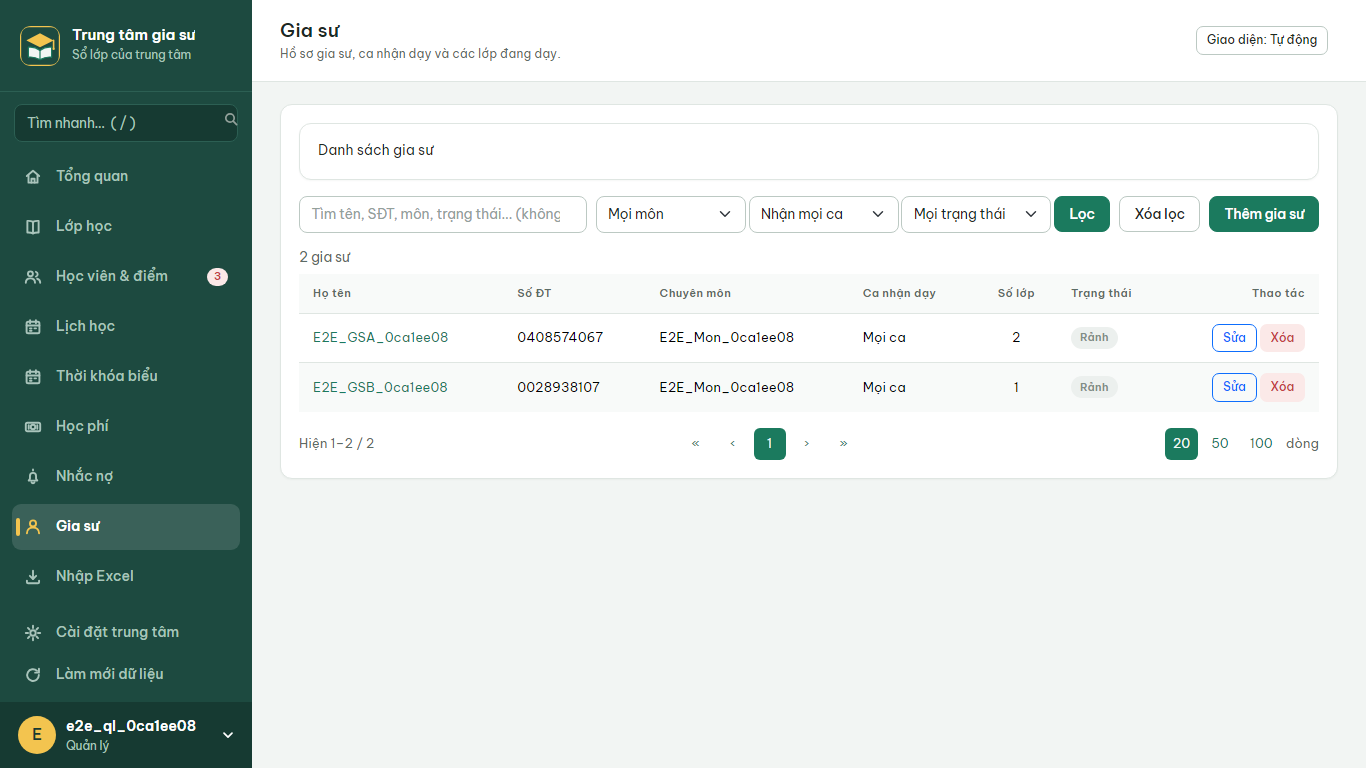 Trung tâm gia sư
Sổ lớp của trung tâm
Tìm nhanh... ( / )
Tổng quan
Lớp học
Học viên & điểm 3
Lịch học
Thời khóa biểu
Học phí
Nhắc nợ
Gia sư
Nhập Excel
Cài đặt trung tâm
Làm mới dữ liệu
E
e2e_ql_0ca1ee08
Quản lý
Gia sư
Hồ sơ gia sư, ca nhận dạy và các lớp đang dạy.
Giao diện: Tự động
Danh sách gia sư
Tìm tên, SĐT, môn, trạng thái... (không Mọi môn Nhận mọi ca Mọi trạng thái Lọc Xóa lọc Thêm gia sư
2 gia sư
Họ tên Số ĐT Chuyên môn Ca nhận dạy Số lớp Trạng thái Thao tác
E2E_GSA_0ca1ee08 0408574067 E2E_Mon_0ca1ee08 Mọi ca 2 Rảnh Sửa Xóa
E2E_GSB_0ca1ee08 0028938107 E2E_Mon_0ca1ee08 Mọi ca 1 Rảnh Sửa Xóa
Hiện 1–2 / 2 « ‹ 1 › » 20 50 100 dòng